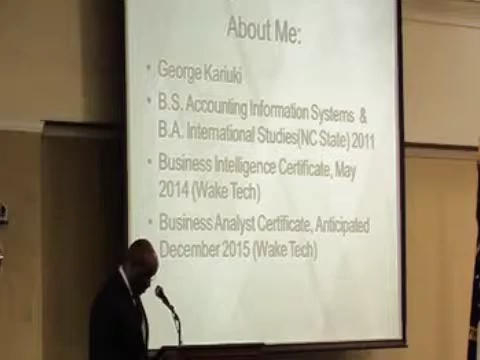 About Me:
• George Kariuki
• B.S. Accounting Information Systems &
B.A. International Studies(NC State) 2011
• Business Intelligence Certificate, May
2014 (Wake Tech)
• Business Analyst Certificate, Anticipated
December 2015 (Wake Tech)